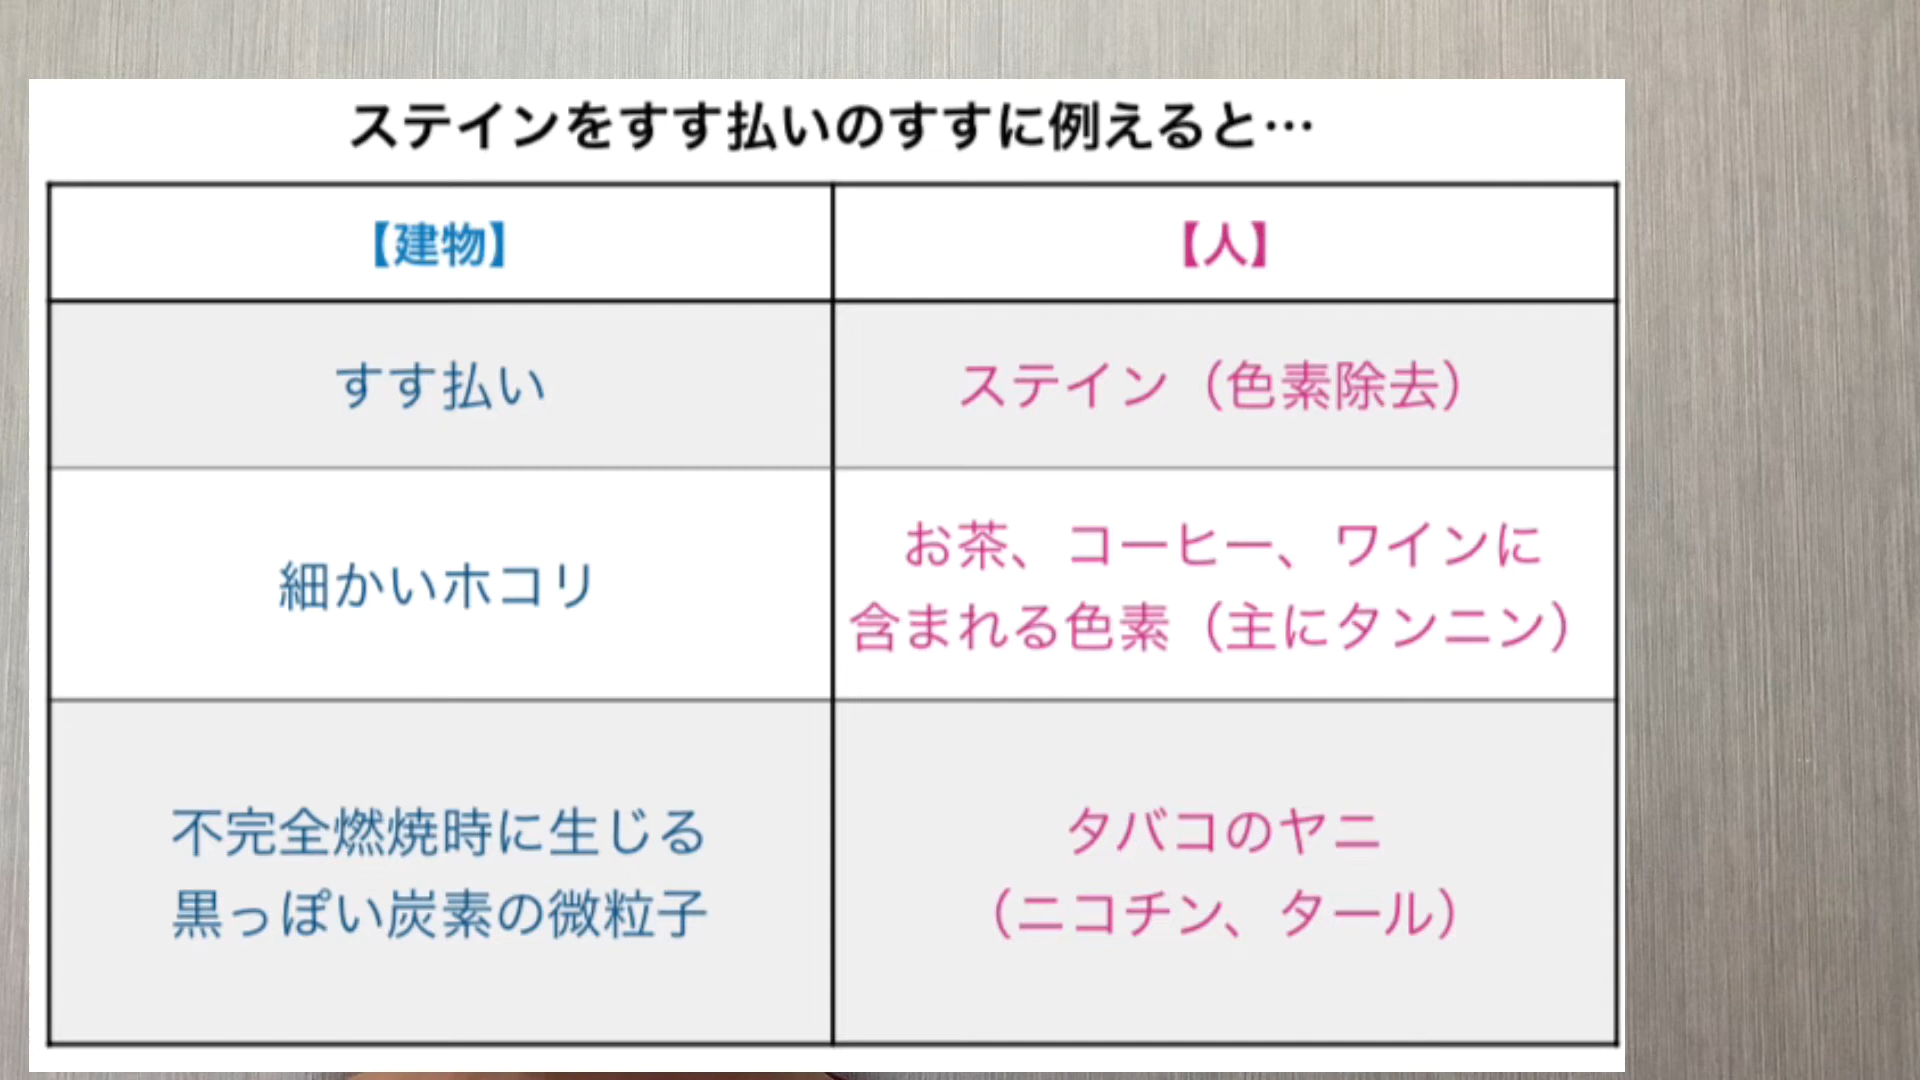 ステインをすす払いのすすに例えると…
【建物】
【人】
すす払い
ステイン（色素除去）
細かいホコリ
お茶、コーヒー、ワインに
含まれる色素（主にタンニン）
不完全燃焼時に生じる
黒っぽい炭素の微粒子
タバコのヤニ
（ニコチン、タール）